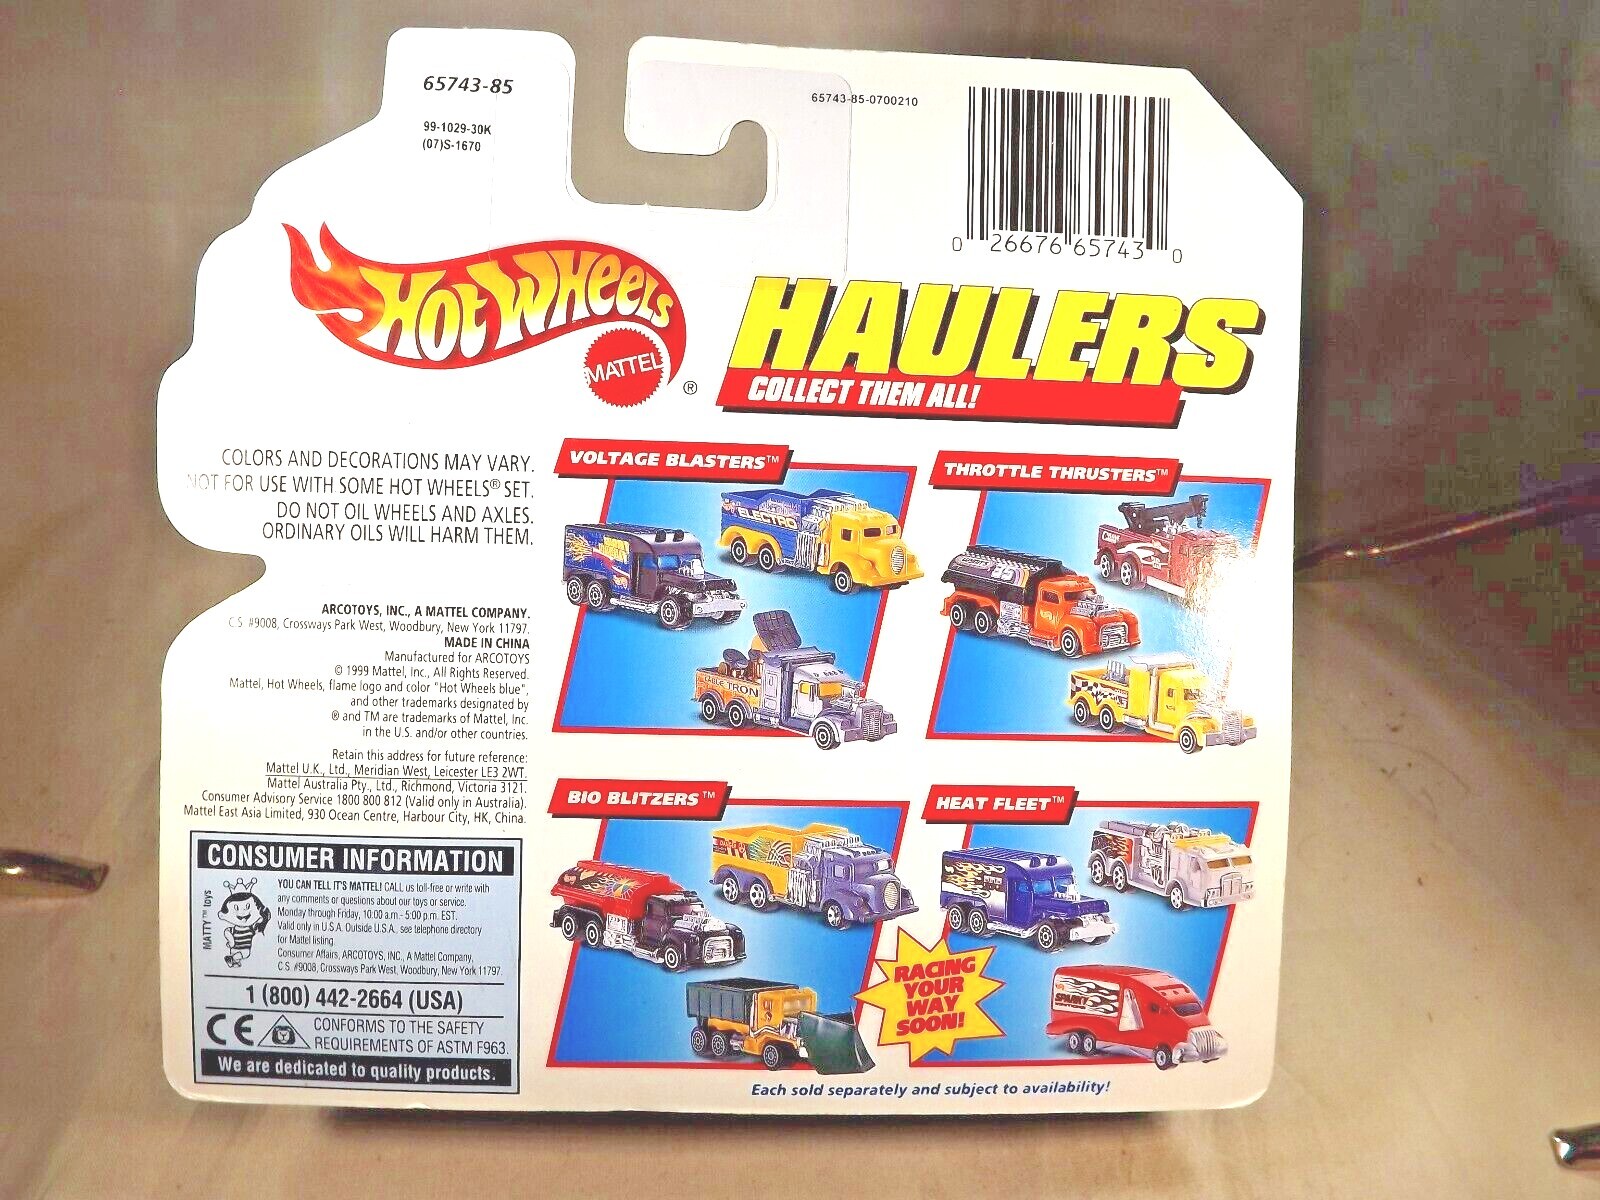 65743-85
99-1029-30K
(07)S-1670
65743-85-0700210
0 26676 65743 0
HOT WHEELS
MATTEL
®
HAULERS
COLLECT THEM ALL!
COLORS AND DECORATIONS MAY VARY.
NOT FOR USE WITH SOME HOT WHEELS® SET.
DO NOT OIL WHEELS AND AXLES.
ORDINARY OILS WILL HARM THEM.
ARCOTOYS, INC., A MATTEL COMPANY.
C.S. #9008, Crossways Park West, Woodbury, New York 11797.
MADE IN CHINA
Manufactured for ARCOTOYS
© 1999 Mattel, Inc., All Rights Reserved.
Mattel, Hot Wheels, flame logo and color "Hot Wheels blue",
and other trademarks designated by
® and TM are trademarks of Mattel, Inc.
in the U.S. and/or other countries.
Retain this address for future reference:
Mattel U.K., Ltd., Meridian West, Leicester LE3 2WT.
Mattel Australia Pty., Ltd., Richmond, Victoria 3121.
Consumer Advisory Service 1800 800 812 (Valid only in Australia).
Mattel East Asia Limited, 930 Ocean Centre, Harbour City, HK, China.
CONSUMER INFORMATION
MATTY™ toys
YOU CAN TELL IT'S MATTEL! CALL us toll-free or write with
any comments or questions about our toys or service.
Monday through Friday, 10:00 a.m.- 5:00 p.m. EST.
Valid only in U.S.A. Outside U.S.A., see telephone directory
for Mattel listing.
Consumer Affairs, ARCOTOYS, INC., A Mattel Company,
C.S. #9008, Crossways Park West, Woodbury, New York 11797.
1 (800) 442-2664 (USA)
CE
CONFORMS TO THE SAFETY
REQUIREMENTS OF ASTM F963.
We are dedicated to quality products.
VOLTAGE BLASTERS™
ELECTRO
TRON
THROTTLE THRUSTERS™
BIO BLITZERS™
HEAT FLEET™
SPARKY
RACING
YOUR
WAY
SOON!
Each sold separately and subject to availability!